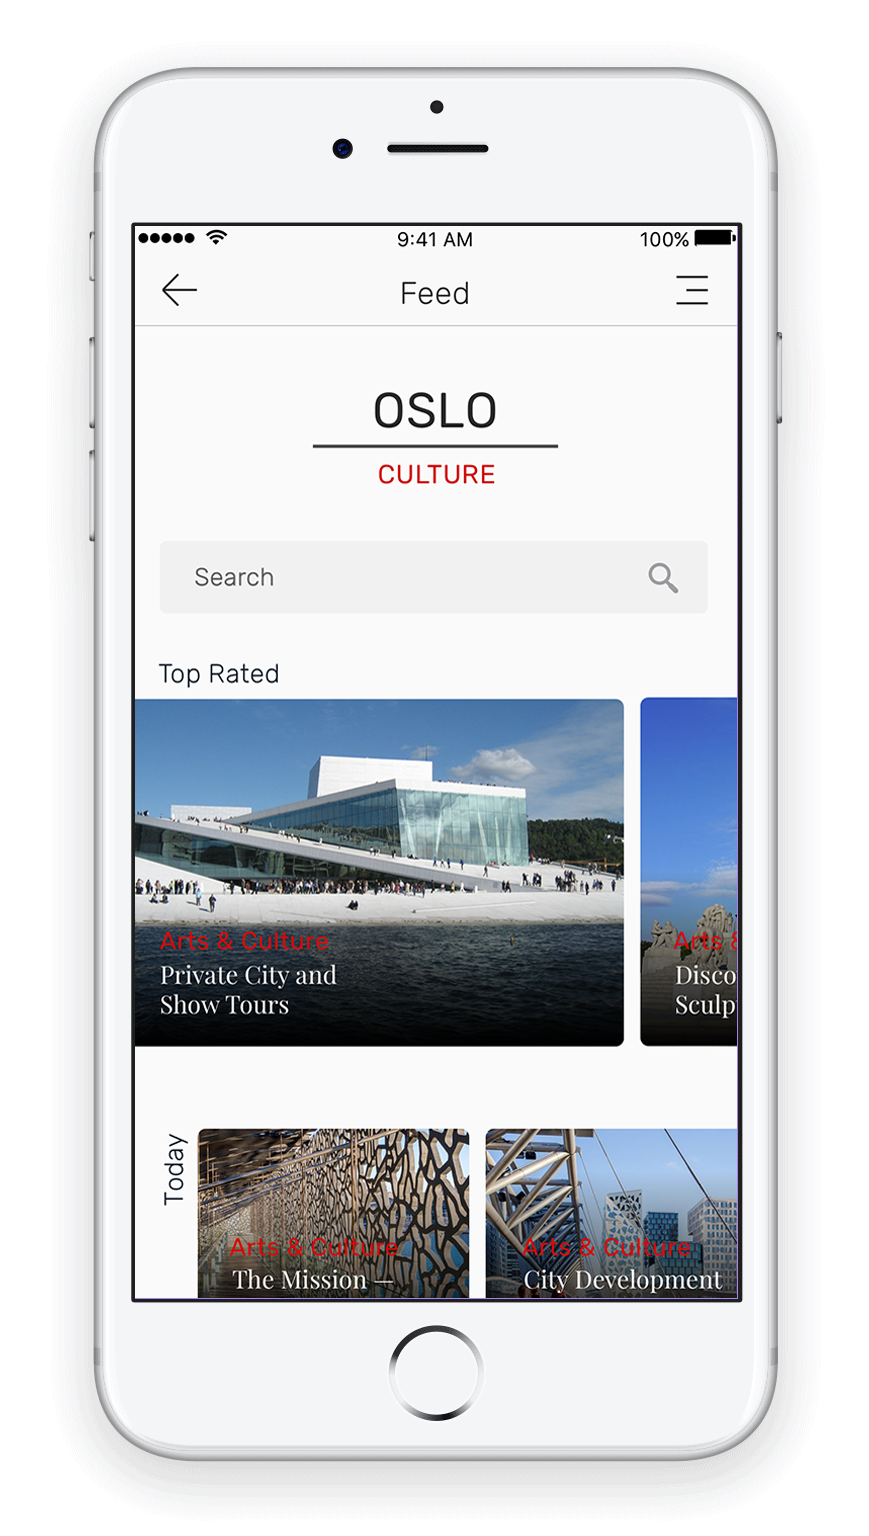 9:41 AM
100%
Feed
OSLO
CULTURE
Search
Top Rated
Arts & Culture
Private City and
Show Tours
Arts &
Disco
Sculp
Today
Arts & Culture
The Mission —
Arts & Culture
City Development